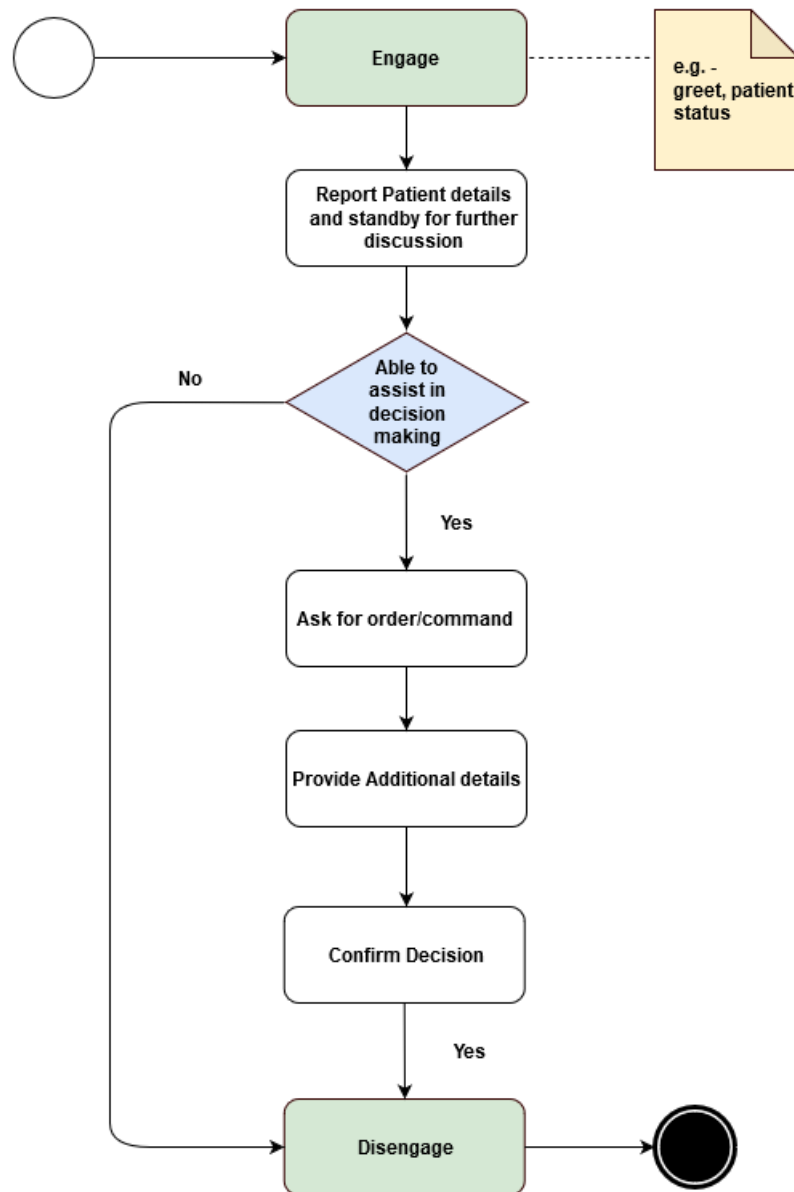 Engage
e.g. -
greet, patient
status
Report Patient details
and standby for further
discussion
Able to
assist in
decision
making
No
Yes
Ask for order/command
Provide Additional details
Confirm Decision
Yes
Disengage